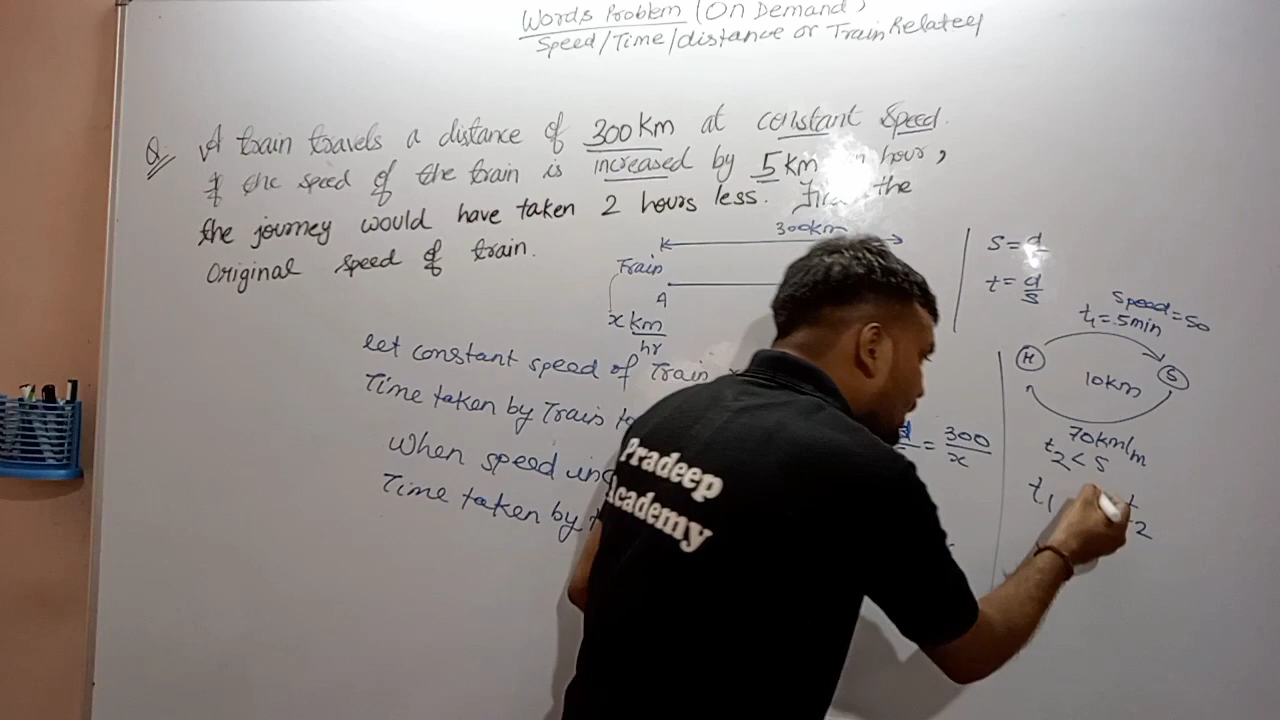 Words Problem (On Demand)
Speed/Time/distance or Train Related
Q. A train travels a distance of 300 km at constant Speed.
If the speed of the train is increased by 5 km hour,
the journey would have taken 2 hours less. the
Original speed of train.
300km
Train
A
x km/hr
S = d
t = d/s
Speed = 50
t1 = 5min
H
S
10km
70km/m
t2 < 5
t1
t2
let constant speed of Train
Time taken by Train
= 300/x
When speed inc
Time taken by
Pradeep
Academy